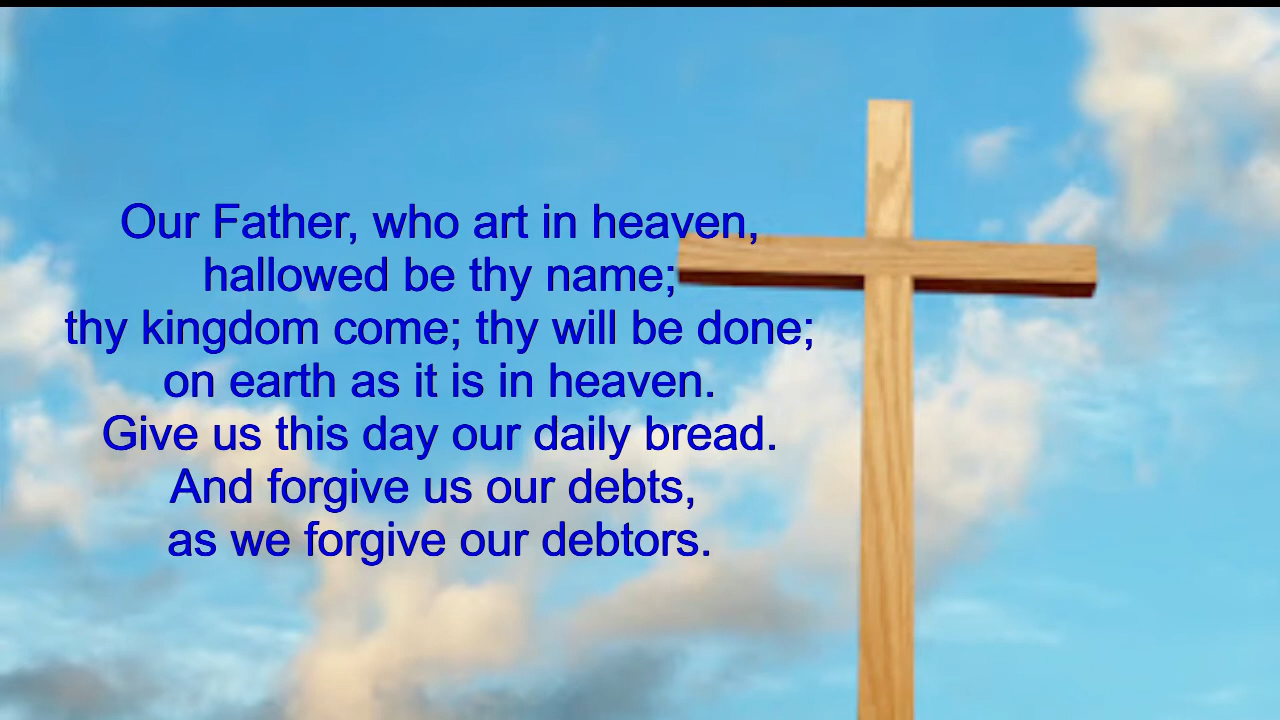 Our Father, who art in heaven,
hallowed be thy name;
thy kingdom come; thy will be done;
on earth as it is in heaven.
Give us this day our daily bread.
And forgive us our debts,
as we forgive our debtors.